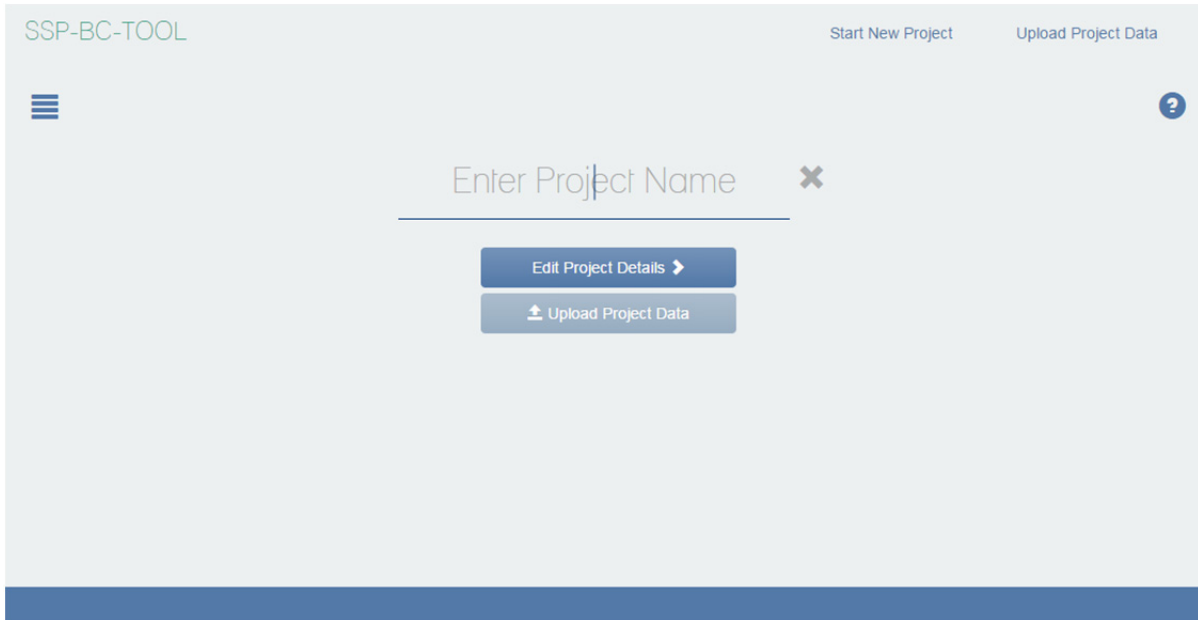 SSP-BC-TOOL
Start New Project
Upload Project Data
?
Enter Project Name
Edit Project Details
Upload Project Data